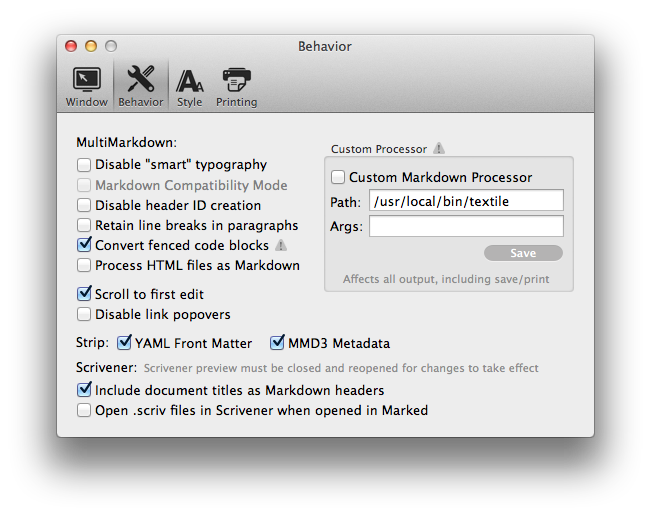 Behavior
Window Behavior Style Printing
MultiMarkdown:
Disable "smart" typography
Markdown Compatibility Mode
Disable header ID creation
Retain line breaks in paragraphs
Convert fenced code blocks
Process HTML files as Markdown
Scroll to first edit
Disable link popovers
Custom Processor
Custom Markdown Processor
Path: /usr/local/bin/textile
Args:
Save
Affects all output, including save/print
Strip: YAML Front Matter MMD3 Metadata
Scrivener: Scrivener preview must be closed and reopened for changes to take effect
Include document titles as Markdown headers
Open .scriv files in Scrivener when opened in Marked